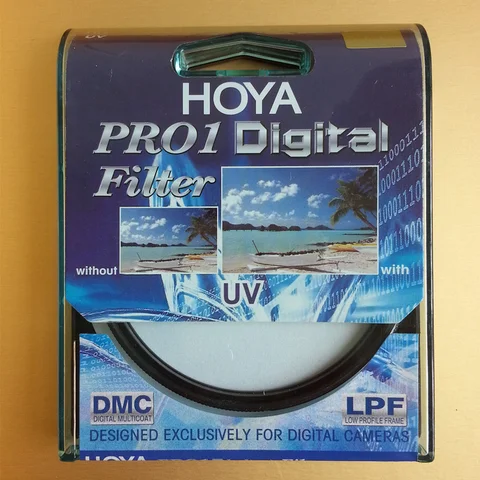 HOYA
PRO1 Digital
Filter
without
with
UV
DMC
DIGITAL MULTICOAT
LPF
LOW PROFILE FRAME
DESIGNED EXCLUSIVELY FOR DIGITAL CAMERAS
HOYA